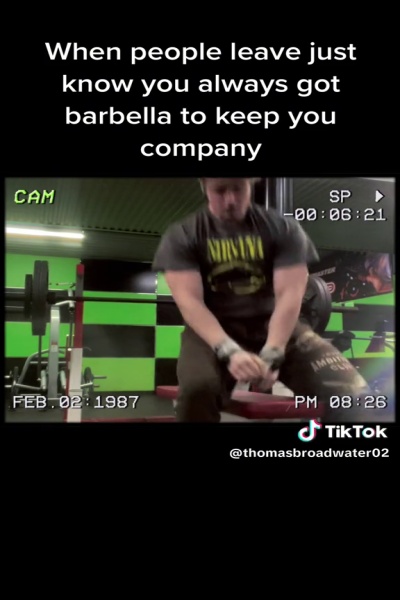 When people leave just
know you always got
barbella to keep you
company
CAM
SP
-00:06:21
NIRVANA
FEB.02:1987
PM 08:26
TikTok
@thomasbroadwater02